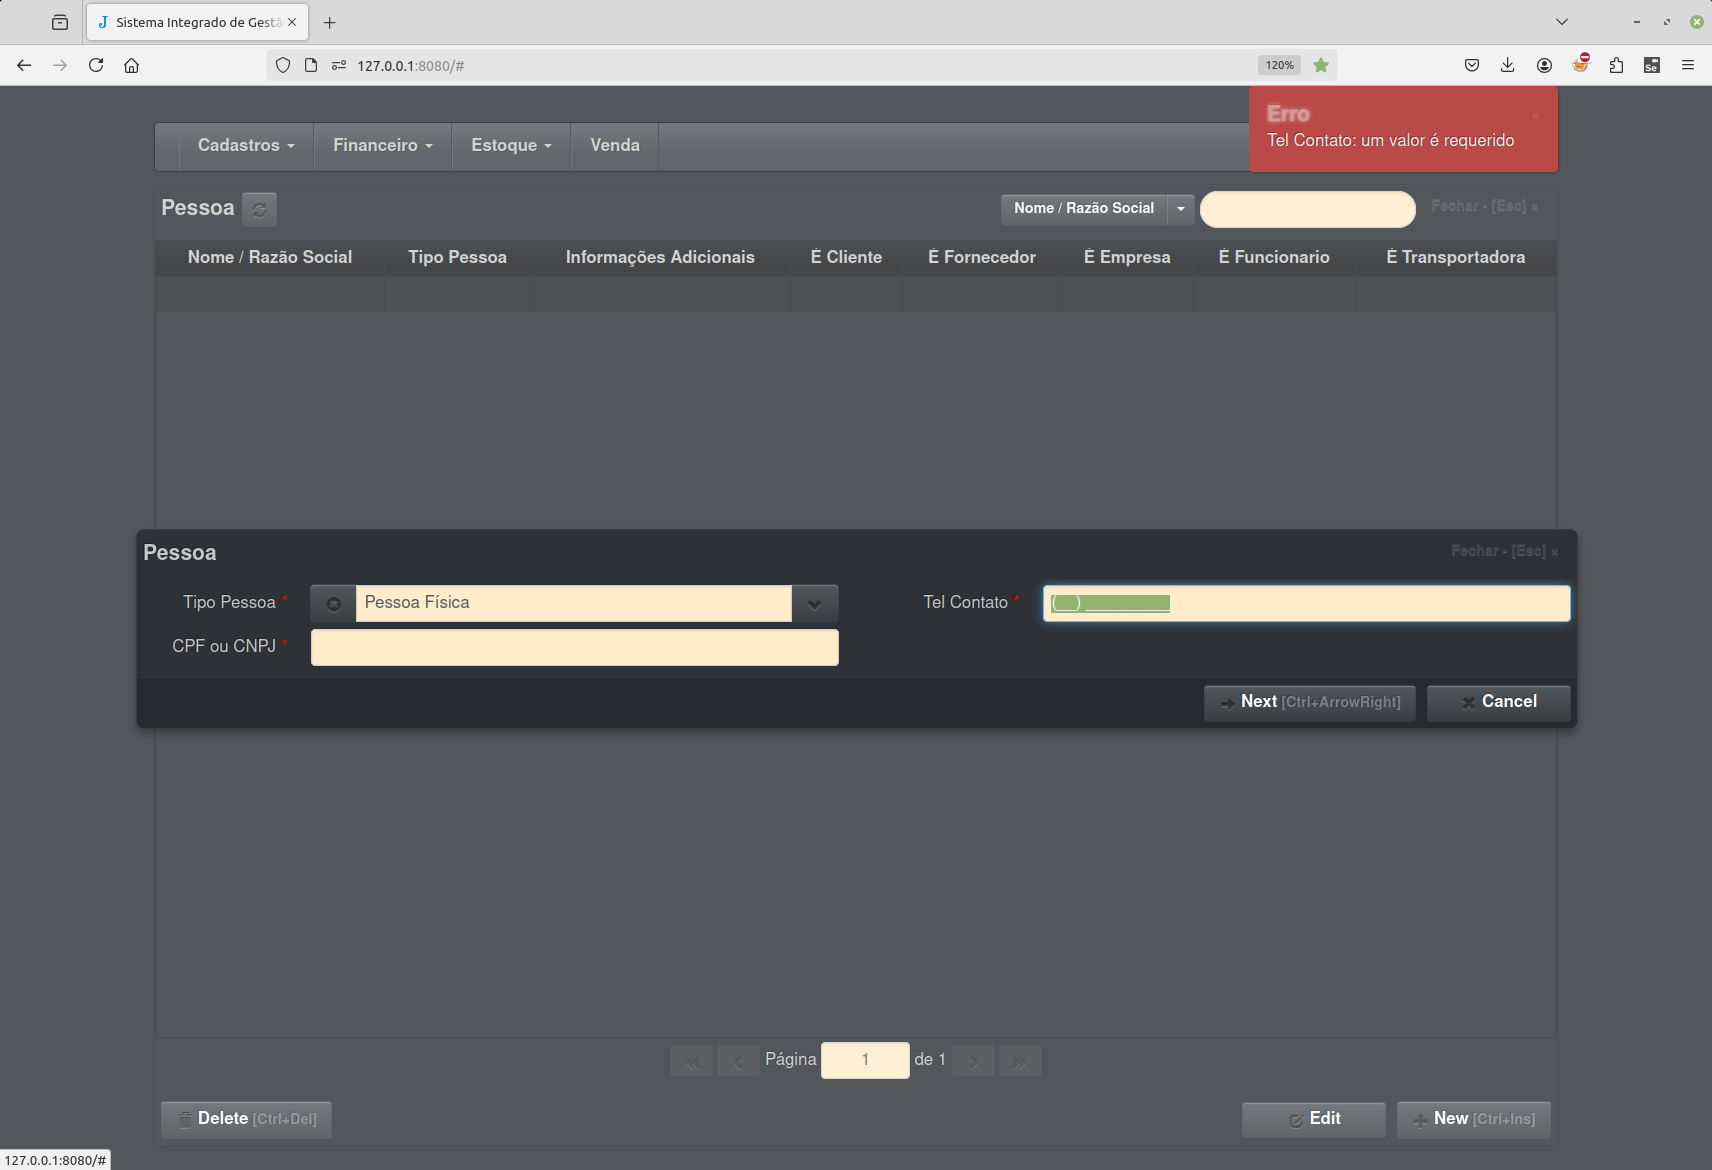 Sistema Integrado de Gestã
127.0.0.1:8080/#
120%
Erro
Tel Contato: um valor é requerido
Cadastros
Financeiro
Estoque
Venda
Pessoa
Nome / Razão Social
Fechar - [Esc] ×
Nome / Razão Social
Tipo Pessoa
Informações Adicionais
É Cliente
É Fornecedor
É Empresa
É Funcionario
É Transportadora
Pessoa
Fechar - [Esc] ×
Tipo Pessoa *
Pessoa Física
Tel Contato *
(__) _________
CPF ou CNPJ *
Next [Ctrl+ArrowRight]
Cancel
Página 1 de 1
Delete [Ctrl+Del]
Edit
New [Ctrl+Ins]
127.0.0.1:8080/#